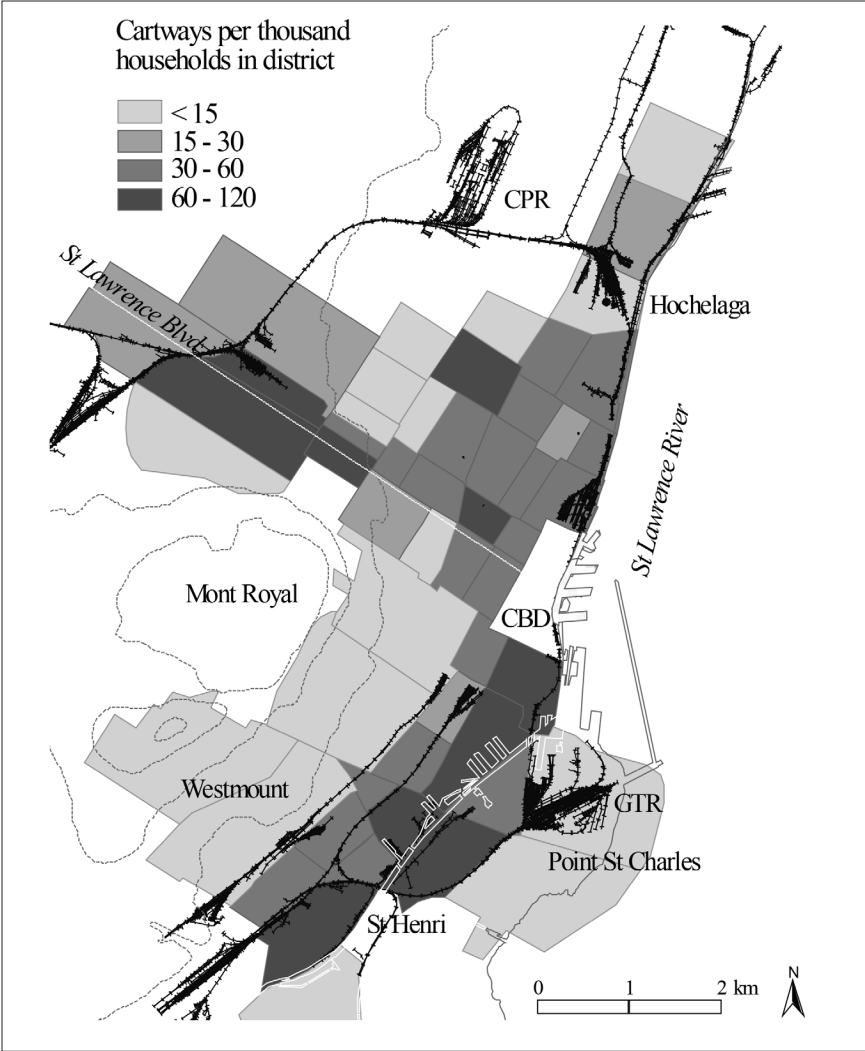 Cartways per thousand
households in district
< 15
15 - 30
30 - 60
60 - 120
CPR
St Lawrence Blvd
Hochelaga
St Lawrence River
Mont Royal
CBD
Westmount
GTR
Point St Charles
St Henri
0 1 2 km
N